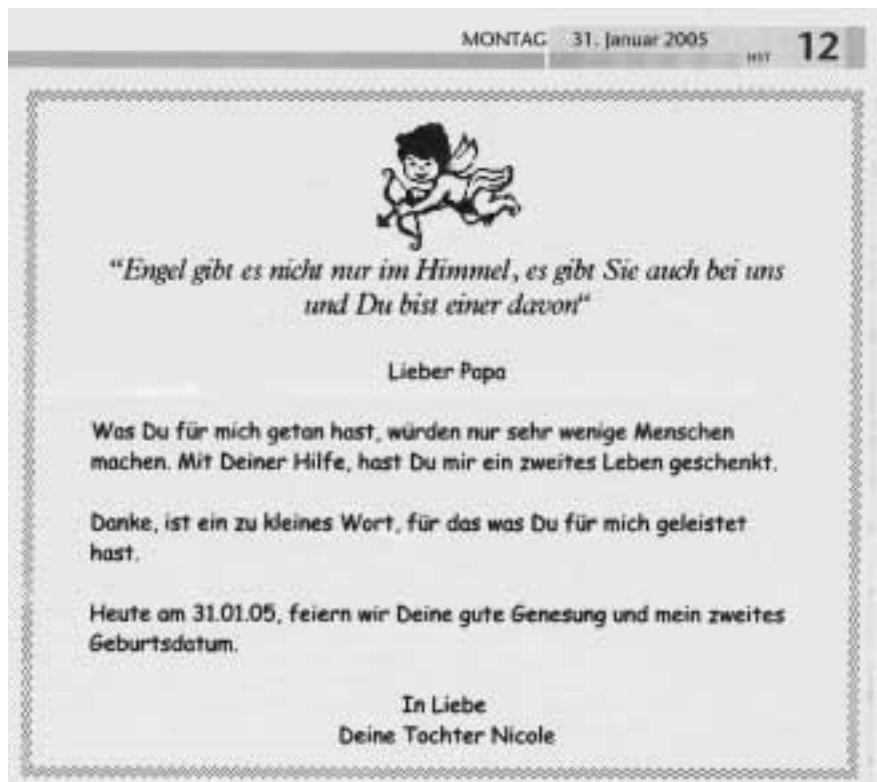 MONTAG 31. Januar 2005 HST 12
“Engel gibt es nicht nur im Himmel, es gibt Sie auch bei uns
und Du bist einer davon“
Lieber Papa
Was Du für mich getan hast, würden nur sehr wenige Menschen
machen. Mit Deiner Hilfe, hast Du mir ein zweites Leben geschenkt.
Danke, ist ein zu kleines Wort, für das was Du für mich geleistet
hast.
Heute am 31.01.05, feiern wir Deine gute Genesung und mein zweites
Geburtsdatum.
In Liebe
Deine Tochter Nicole